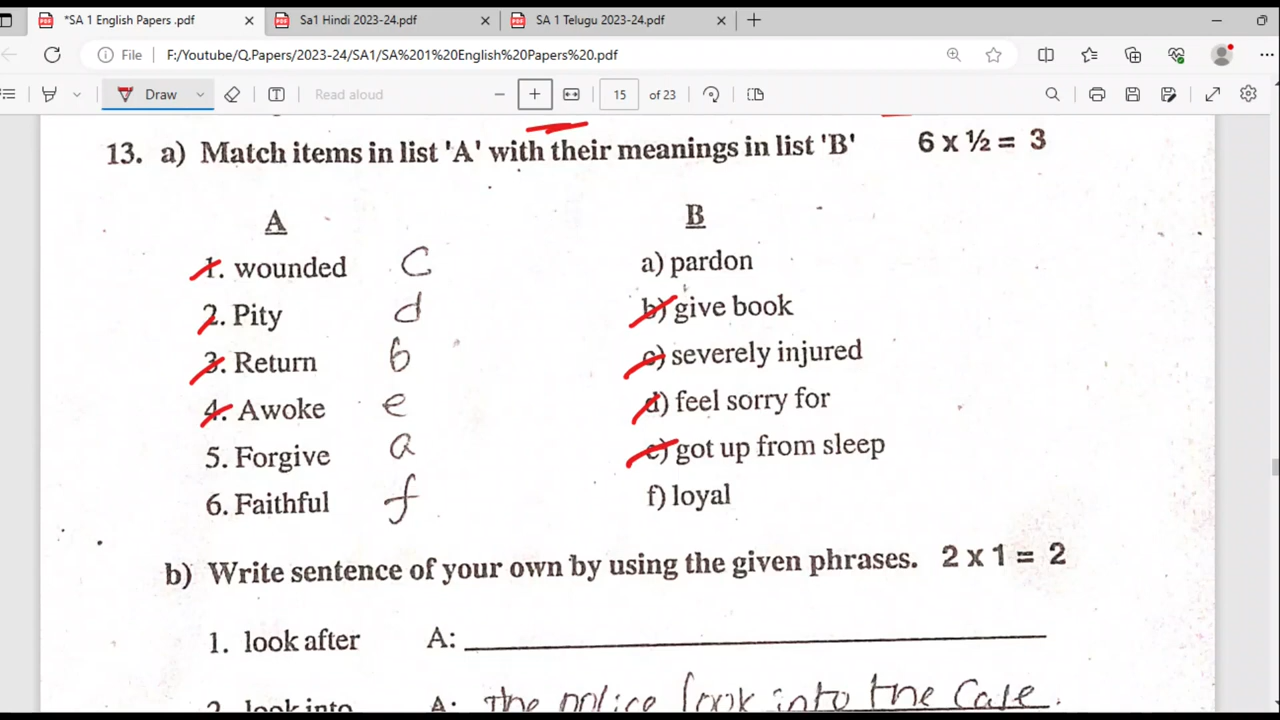 *SA 1 English Papers .pdf
Sa1 Hindi 2023-24.pdf
SA 1 Telugu 2023-24.pdf
File F:/Youtube/Q.Papers/2023-24/SA1/SA%201%20English%20Papers%20.pdf
Draw
Read aloud
15 of 23
13. a) Match items in list 'A' with their meanings in list 'B' 6 x ½ = 3
A B
1. wounded C a) pardon
2. Pity d b) give book
3. Return b c) severely injured
4. Awoke e d) feel sorry for
5. Forgive a e) got up from sleep
6. Faithful f f) loyal
b) Write sentence of your own by using the given phrases. 2 x 1 = 2
1. look after A:
2. look into A: the police look into the Case.